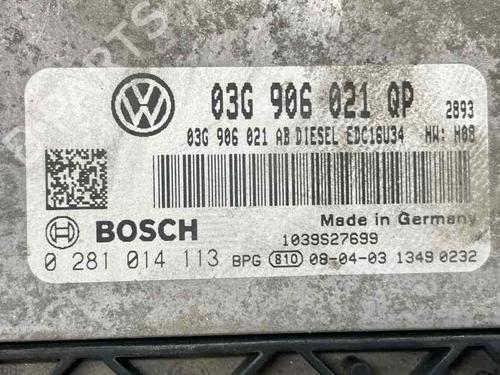 03G 906 021 QP 2893
03G 906 021 AB DIESEL EDC16U34 HW: H08
Made in Germany
BOSCH 1039S27699
0 281 014 113 BPG 810 08-04-03 1349 0232